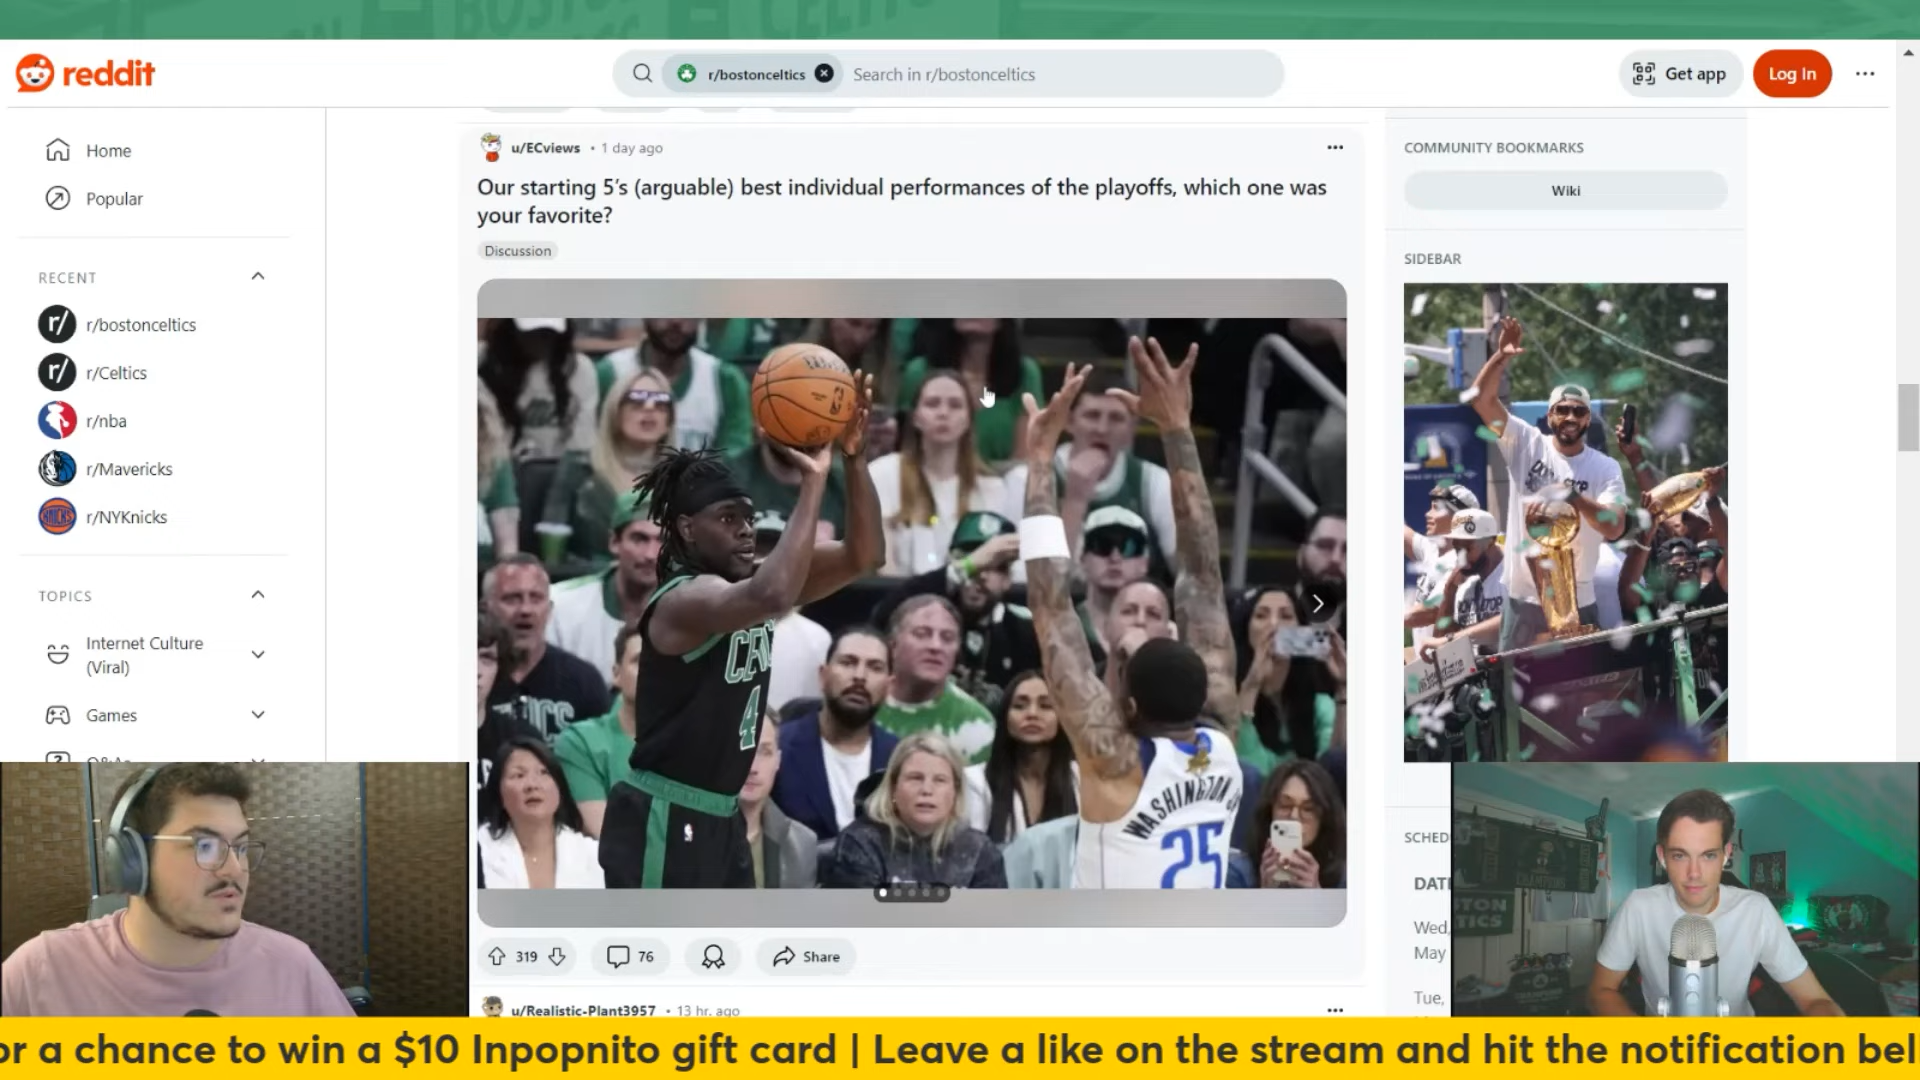 reddit
r/bostonceltics
Search in r/bostonceltics
Get app
Log In
Home
Popular
RECENT
r/bostonceltics
r/Celtics
r/nba
r/Mavericks
r/NYKnicks
TOPICS
Internet Culture
(Viral)
Games
u/ECviews • 1 day ago
Our starting 5's (arguable) best individual performances of the playoffs, which one was
your favorite?
Discussion
4
WASHINGTON
25
319
76
Share
u/Realistic-Plant3957 • 13 hr. ago
COMMUNITY BOOKMARKS
Wiki
SIDEBAR
SCHED
DATE
Wed,
May
Tue,
or a chance to win a $10 Inpopnito gift card | Leave a like on the stream and hit the notification bel